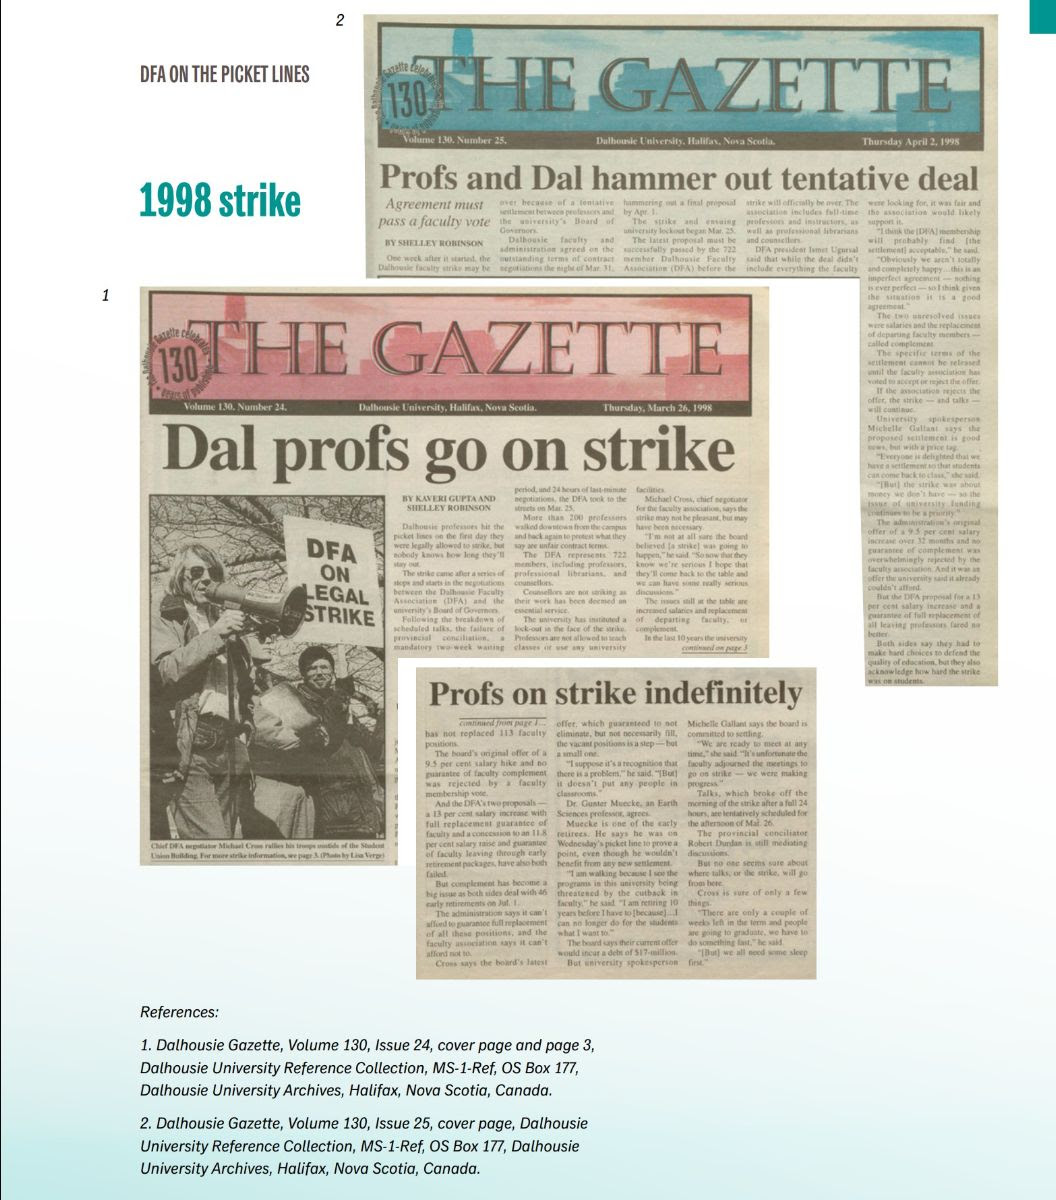 DFA ON THE PICKET LINES
1998 strike
2
THE GAZETTE
130
Volume 130. Number 25.
Dalhousie University, Halifax, Nova Scotia.
Thursday April 2, 1998
Profs and Dal hammer out tentative deal
Agreement must
pass a faculty vote
BY SHELLEY ROBINSON
One week after it started, the
Dalhousie faculty strike may be
over because of a tentative
settlement between professors and
the university's Board of
Governors.
Dalhousie faculty and
administration agreed on the
outstanding terms of contract
negotiations the night of Mar. 31,
hammering out a final proposal
by Apr. 1.
The strike and ensuing
university lockout began Mar. 25.
The latest proposal must be
successfully passed by the 722
member Dalhousie Faculty
Association (DFA) before the
strike will officially be over. The
association includes full-time
professors and instructors, as
well as professional librarians
and counsellors.
DFA president Ismet Ugursal
said that while the deal didn't
include everything the faculty
were looking for, it was fair and
the association would likely
support it.
"I think the [DFA] membership
will probably find [the
settlement] acceptable," he said.
"Obviously we aren't totally
and completely happy...this is an
imperfect agreement — nothing
is ever perfect — so I think given
the situation it is a good
agreement."
The two unresolved issues
were salaries and the replacement
of departing faculty members —
called complement.
The specific terms of the
settlement cannot be released
until the faculty association has
voted to accept or reject the offer.
If the association rejects the
offer, the strike — and talks —
will continue.
University spokesperson
Michelle Gallant says the
proposed settlement is good
news, but with a price tag.
"Everyone is delighted that we
have a settlement so that students
can come back to class," she said.
"[But] the strike was about
money we don't have — so the
issue of university funding
continues to be a priority."
The administration's original
offer of a 9.5 per cent salary
increase over 32 months and no
guarantee of complement was
overwhelmingly rejected by the
faculty association. And it was an
offer the university said it already
couldn't afford.
But the DFA proposal for a 13
per cent salary increase and a
guarantee of full replacement of
all leaving professors fared no
better.
Both sides say they had to
make hard choices to defend the
quality of education, but they also
acknowledge how hard the strike
was on students.
1
THE GAZETTE
130
Volume 130. Number 24.
Dalhousie University, Halifax, Nova Scotia.
Thursday, March 26, 1998
Dal profs go on strike
DFA
ON
LEGAL
STRIKE
Chief DFA negotiator Michael Cross rallies his troops outside of the Student
Union Building. For more strike information, see page 3. (Photo by Lisa Verge)
BY KAVERI GUPTA AND
SHELLEY ROBINSON
Dalhousie professors hit the
picket lines on the first day they
were legally allowed to strike, but
nobody knows how long they'll
stay out.
The strike came after a series of
stops and starts in the negotiations
between the Dalhousie Faculty
Association (DFA) and the
university's Board of Governors.
Following the breakdown of
scheduled talks, the failure of
provincial conciliation, a
mandatory two-week waiting
period, and 24 hours of last-minute
negotiations, the DFA took to the
streets on Mar. 25.
More than 200 professors
walked downtown from the campus
and back again to protest what they
say are unfair contract terms.
The DFA represents 722
members, including professors,
professional librarians, and
counsellors.
Counsellors are not striking as
their work has been deemed an
essential service.
The university has instituted a
lock-out in the face of the strike.
Professors are not allowed to teach
classes or use any university
facilities.
Michael Cross, chief negotiator
for the faculty association, says the
strike may not be pleasant, but may
have been necessary.
"I'm not at all sure the board
believed [a strike] was going to
happen," he said. "So now that they
know we're serious I hope that
they'll come back to the table and
we can have some really serious
discussions."
The issues still at the table are
increased salaries and replacement
of departing faculty, or
complement.
In the last 10 years the university
continued on page 3
Profs on strike indefinitely
continued from page 1...
has not replaced 113 faculty
positions.
The board's original offer of a
9.5 per cent salary hike and no
guarantee of faculty complement
was rejected by a faculty
membership vote.
And the DFA's two proposals —
a 13 per cent salary increase with
full replacement guarantee of
faculty and a concession to an 11.8
per cent salary raise and guarantee
of faculty leaving through early
retirement packages, have also both
failed.
But complement has become a
big issue as both sides deal with 46
early retirements on Jul. 1.
The administration says it can't
afford to guarantee full replacement
of all these positions, and the
faculty association says it can't
afford not to.
Cross says the board's latest
offer, which guaranteed to not
eliminate, but not necessarily fill,
the vacant positions is a step — but
a small one.
"I suppose it's a recognition that
there is a problem," he said. "[But]
it doesn't put any people in
classrooms."
Dr. Gunter Muecke, an Earth
Sciences professor, agrees.
Muecke is one of the early
retirees. He says he was on
Wednesday's picket line to prove a
point, even though he wouldn't
benefit from any new settlement.
"I am walking because I see the
programs in this university being
threatened by the cutback in
faculty," he said. "I am retiring 10
years before I have to [because]...I
can no longer do for the students
what I want to."
The board says their current offer
would incur a debt of $17-million.
But university spokesperson
Michelle Gallant says the board is
committed to settling.
"We are ready to meet at any
time," she said. "It's unfortunate the
faculty adjourned the meetings to
go on strike — we were making
progress."
Talks, which broke off the
morning of the strike after a full 24
hours, are tentatively scheduled for
the afternoon of Mar. 26.
The provincial conciliator
Robert Durdan is still mediating
discussions.
But no one seems sure about
where talks, or the strike, will go
from here.
Cross is sure of only a few
things.
"There are only a couple of
weeks left in the term and people
are going to graduate, we have to
do something fast," he said.
"[But] we all need some sleep
first."
References:
1. Dalhousie Gazette, Volume 130, Issue 24, cover page and page 3,
Dalhousie University Reference Collection, MS-1-Ref, OS Box 177,
Dalhousie University Archives, Halifax, Nova Scotia, Canada.
2. Dalhousie Gazette, Volume 130, Issue 25, cover page, Dalhousie
University Reference Collection, MS-1-Ref, OS Box 177, Dalhousie
University Archives, Halifax, Nova Scotia, Canada.